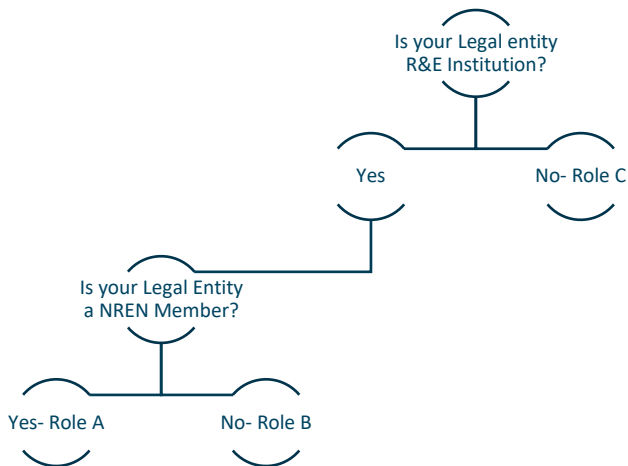 Is your Legal entity
R&E Institution?
Yes
No- Role C
Is your Legal Entity
a NREN Member?
Yes- Role A
No- Role B